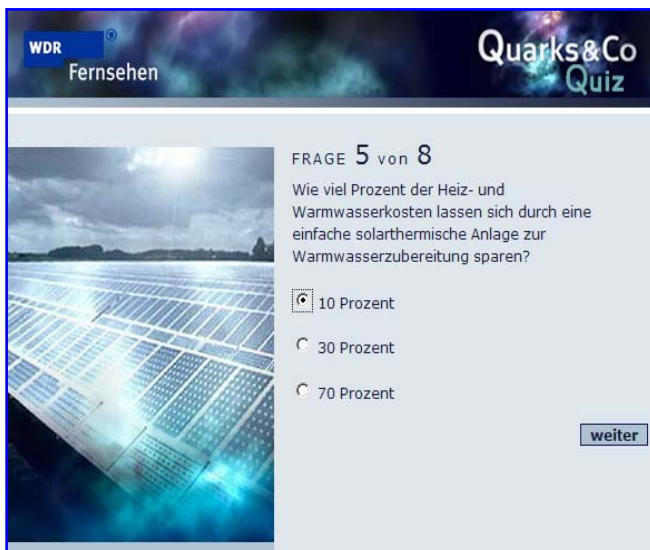 WDR
Fernsehen
Quarks&Co
Quiz
FRAGE 5 von 8
Wie viel Prozent der Heiz- und
Warmwasserkosten lassen sich durch eine
einfache solarthermische Anlage zur
Warmwasserzubereitung sparen?
10 Prozent
30 Prozent
70 Prozent
weiter